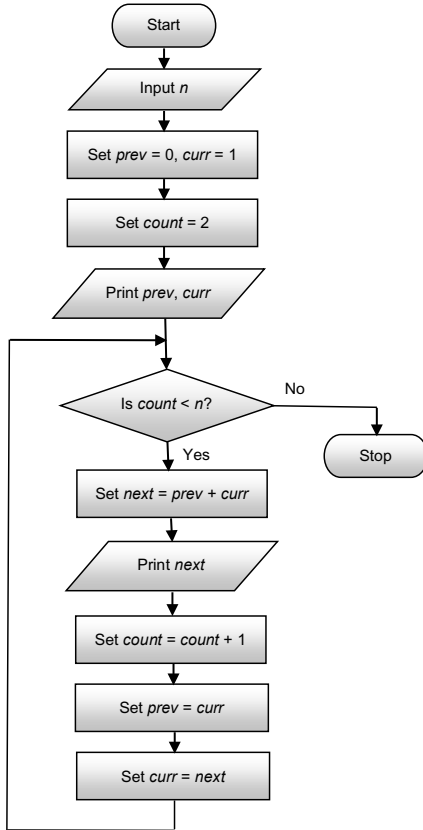 Start
Input n
Set prev = 0, curr = 1
Set count = 2
Print prev, curr
Is count < n?
No
Stop
Yes
Set next = prev + curr
Print next
Set count = count + 1
Set prev = curr
Set curr = next